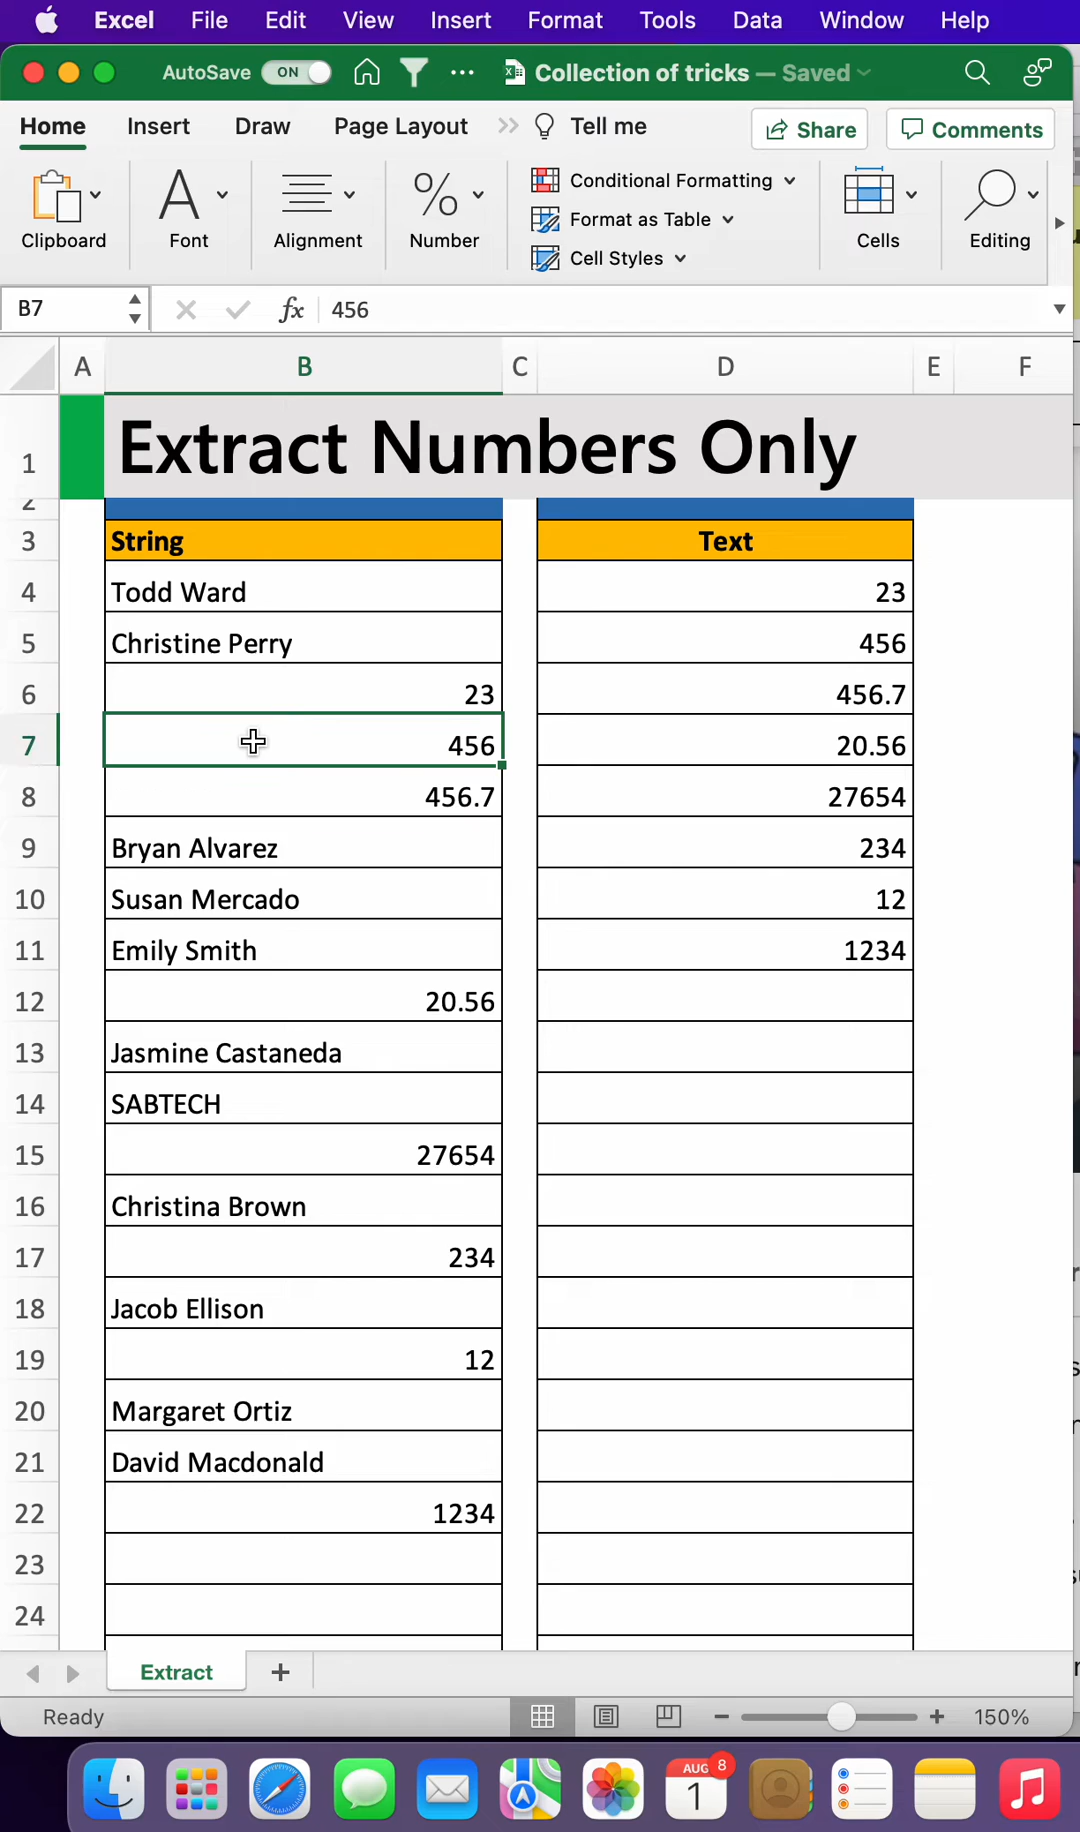 Excel File Edit View Insert Format Tools Data Window Help
AutoSave ON ... Collection of tricks — Saved
Home Insert Draw Page Layout >> Tell me Share Comments
Clipboard Font Alignment Number Conditional Formatting Format as Table Cell Styles Cells Editing
B7 fx 456
A B C D E F
1 Extract Numbers Only
2
3 String Text
4 Todd Ward 23
5 Christine Perry 456
6 23 456.7
7 456 20.56
8 456.7 27654
9 Bryan Alvarez 234
10 Susan Mercado 12
11 Emily Smith 1234
12 20.56
13 Jasmine Castaneda
14 SABTECH
15 27654
16 Christina Brown
17 234
18 Jacob Ellison
19 12
20 Margaret Ortiz
21 David Macdonald
22 1234
23
24
Extract +
Ready − + 150%
AUG 8
1